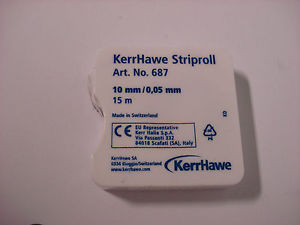 KerrHawe Striproll
Art. No. 687
10 mm/0,05 mm
15 m
Made in Switzerland
CE
EU Representative
Kerr Italia S.p.A.
Via Passanti 332
84018 Scafati (SA), Italy
KerrHawe SA
6934 Bioggio/Switzerland
www.kerrhawe.com
KerrHawe